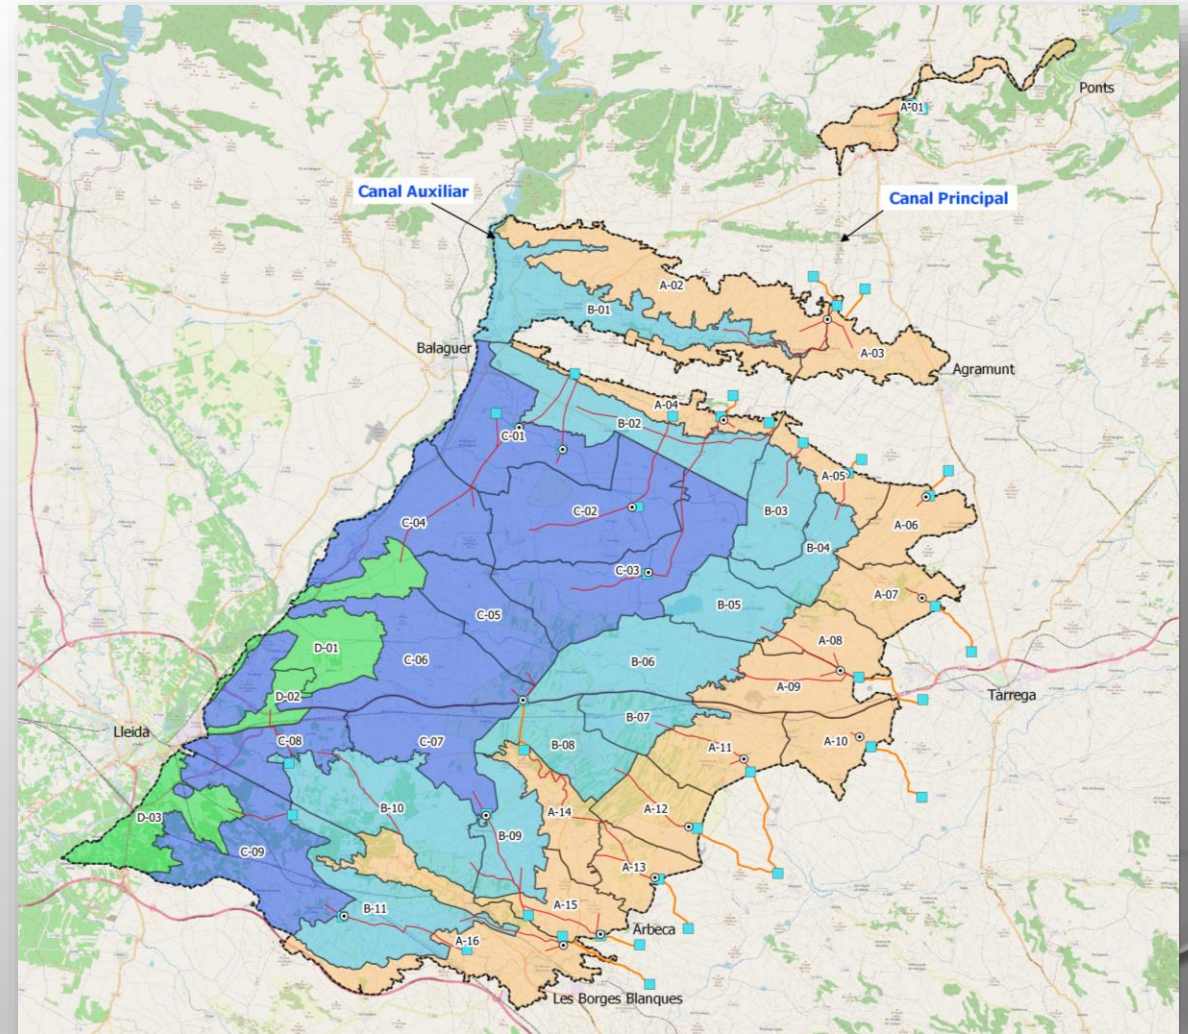 Ponts
A-01
Canal Auxiliar
Canal Principal
A-02
B-01
Balaguer
A-03
Agramunt
A-04
B-02
C-01
A-05
C-02
B-03
A-06
C-04
B-04
C-03
A-07
B-05
C-05
A-08
D-01
C-06
B-06
A-09
Tàrrega
D-02
B-07
Lleida
C-08
C-07
B-08
A-11
A-10
B-10
A-12
D-03
B-09
A-14
C-09
A-13
B-11
A-15
Arbeca
A-16
Les Borges Blanques